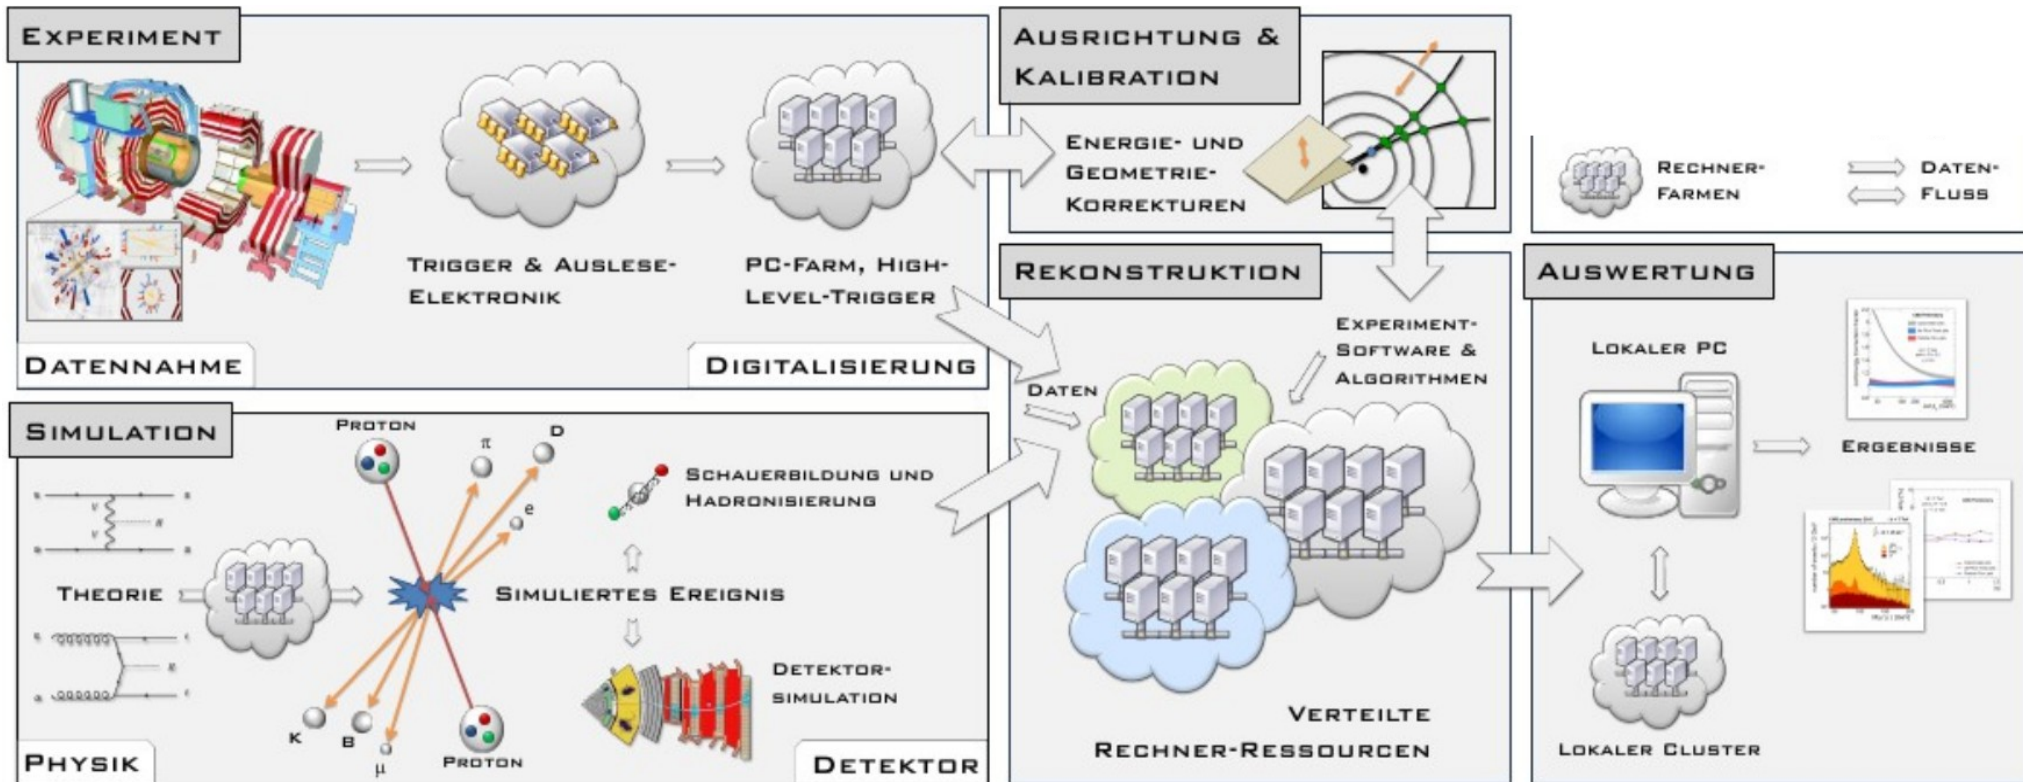 EXPERIMENT
TRIGGER & AUSLESE-
ELEKTRONIK
PC-FARM, HIGH-
LEVEL-TRIGGER
DATENNAHME
DIGITALISIERUNG
AUSRICHTUNG &
KALIBRATION
ENERGIE- UND
GEOMETRIE-
KORREKTUREN
RECHNER-
FARMEN
DATEN-
FLUSS
SIMULATION
THEORIE
PROTON
π
D
e
K
B
μ
PROTON
SCHAUERBILDUNG UND
HADRONISIERUNG
SIMULIERTES EREIGNIS
DETEKTOR-
SIMULATION
PHYSIK
DETEKTOR
REKONSTRUKTION
EXPERIMENT-
SOFTWARE &
ALGORITHMEN
DATEN
VERTEILTE
RECHNER-RESSOURCEN
AUSWERTUNG
LOKALER PC
ERGEBNISSE
LOKALER CLUSTER